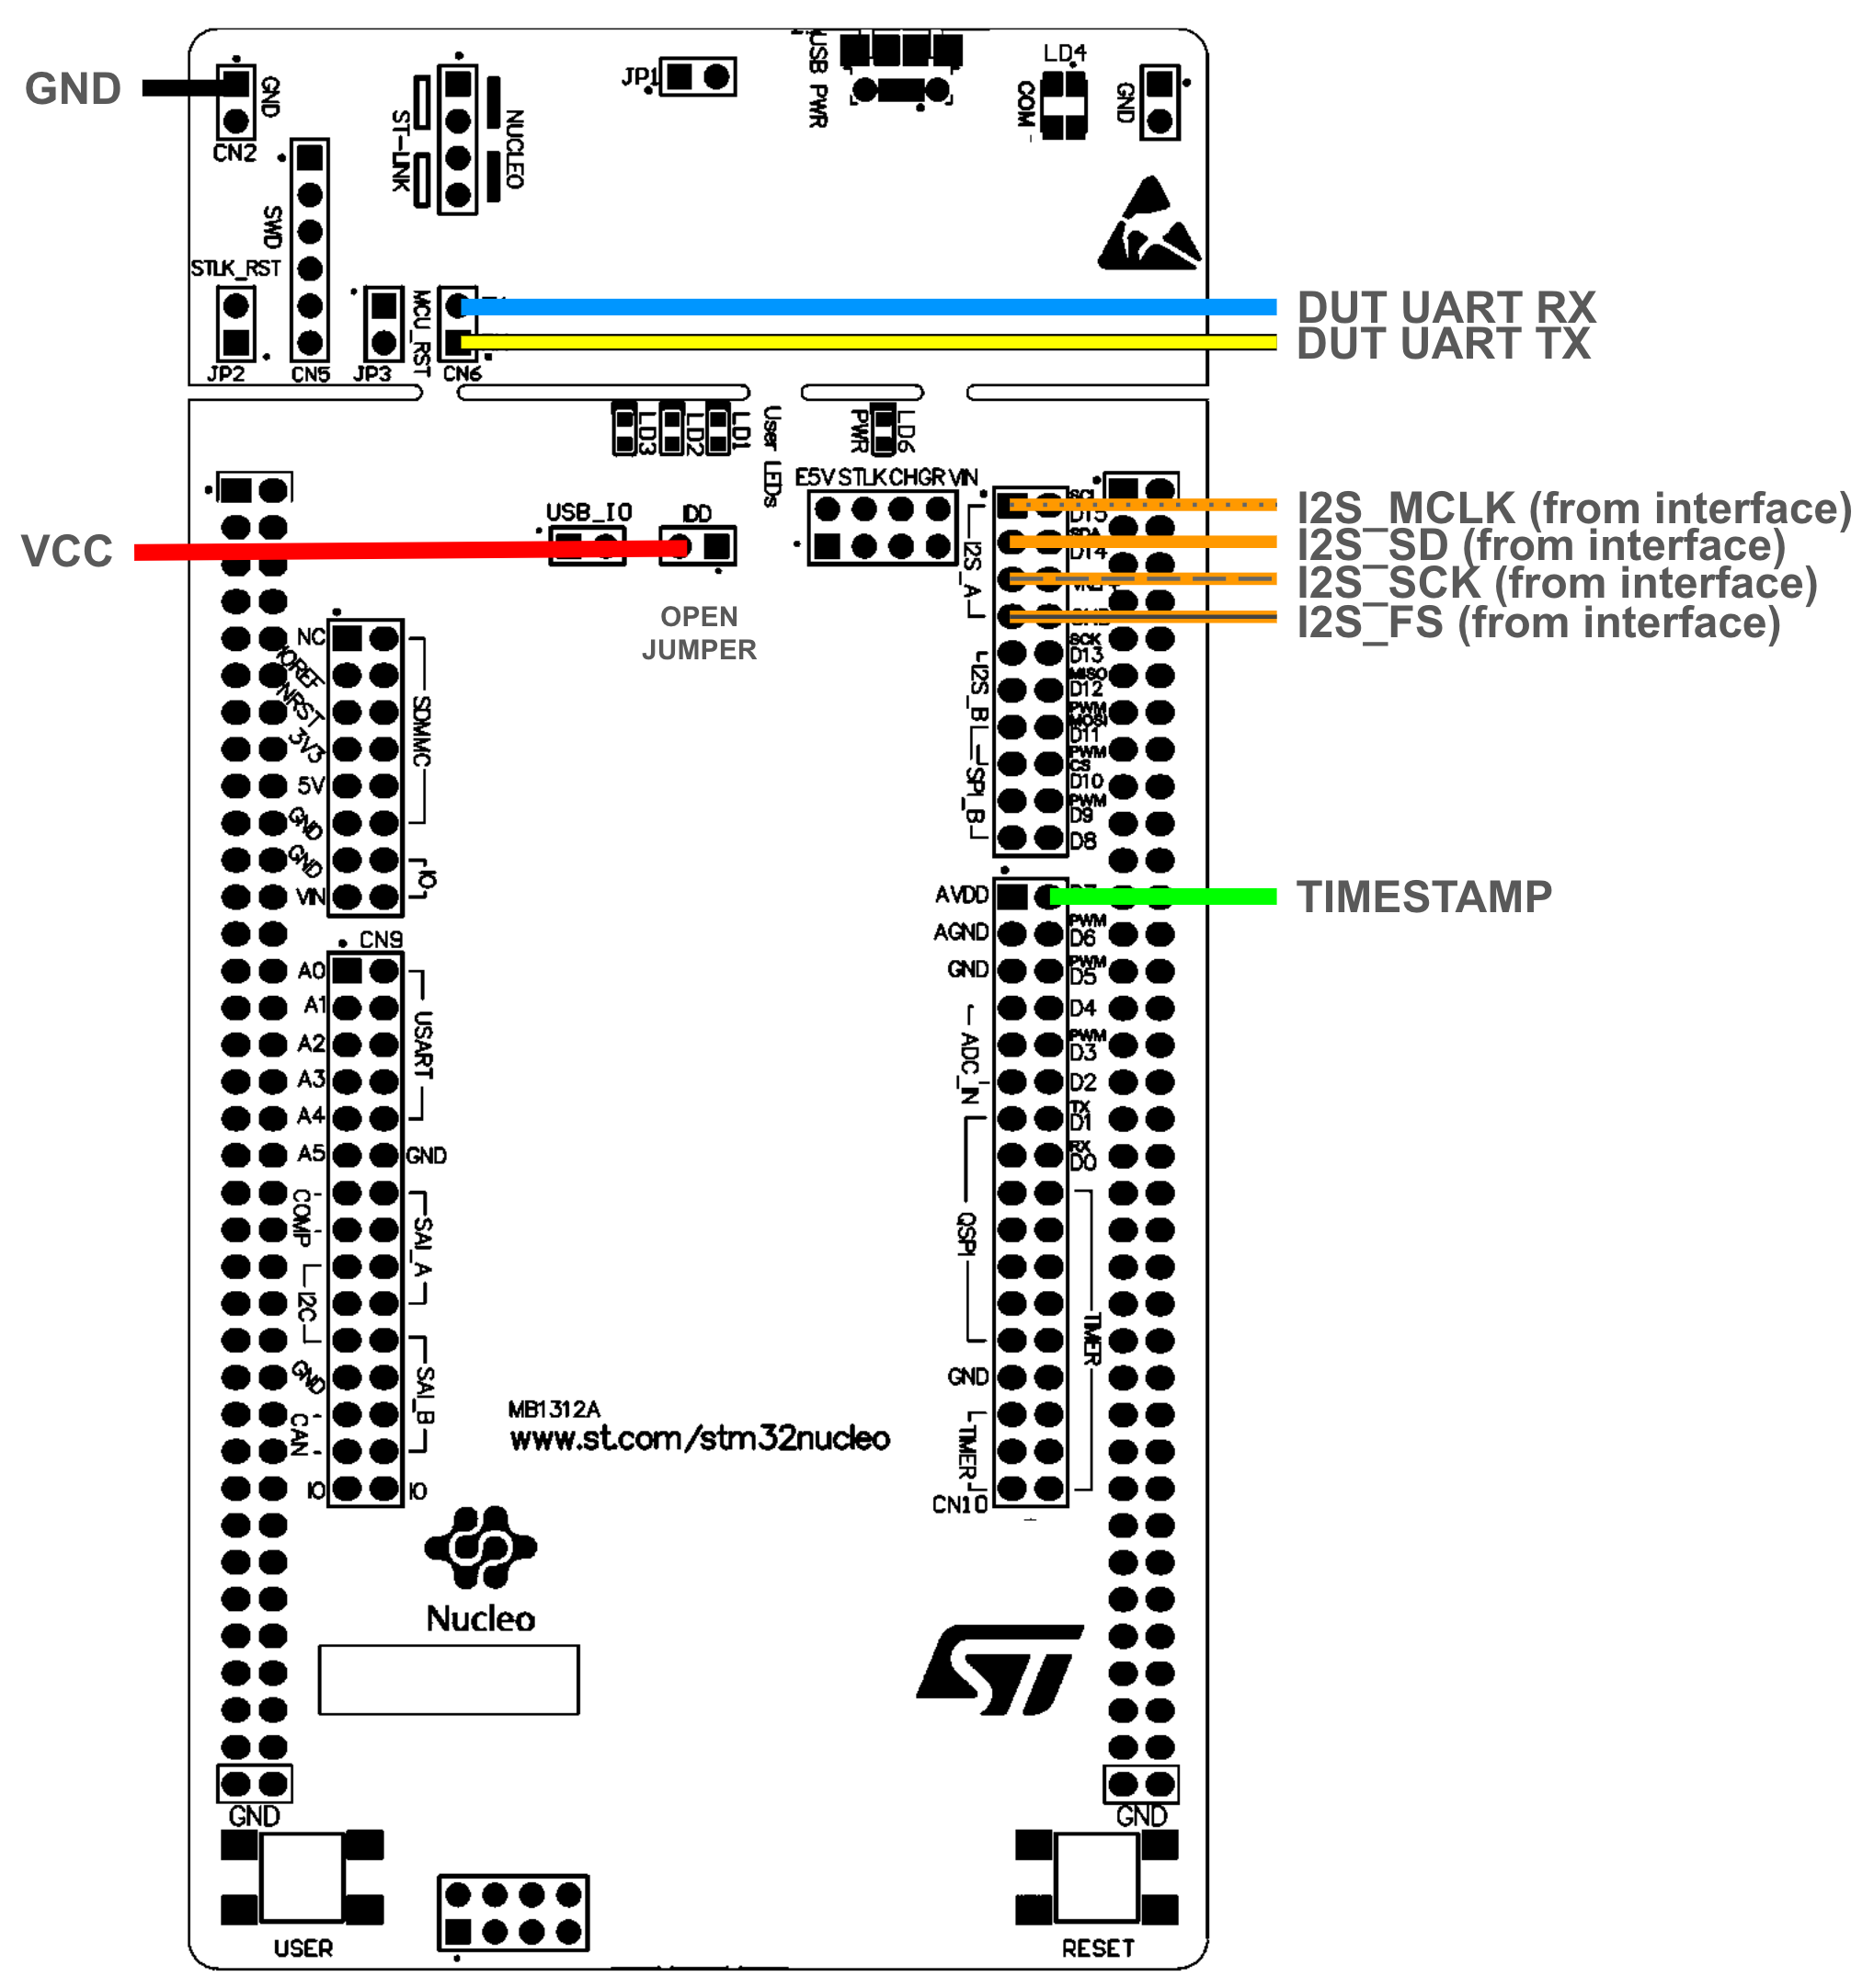 USB PWR
LD4
COM
GND
JP1
GND
GND
CN2
ST-LINK
NUCLEO
SWD
STLK_RST
MCU_RST
DUT UART RX
DUT UART TX
JP2
CN5
JP3
CN6
LD3
LD2
LD1
User LEDs
PWR
LD6
E5V STLK CHGR VIN
USB_IO
IDD
VCC
OPEN
JUMPER
I2S_A
D15
D14
I2S_MCLK (from interface)
I2S_SD (from interface)
I2S_SCK (from interface)
I2S_FS (from interface)
NC
IOREF
NRST
3V3
5V
GND
GND
VIN
SDMMC
IO
I2S_B
SPI_B
SCK
D13
MISO
D12
PWM
MOSI
D11
PWM
CS
D10
PWM
D9
D8
AVDD
TIMESTAMP
AGND
PWM
D6
GND
PWM
D5
D4
PWM
D3
D2
TX
D1
RX
D0
ADC_IN
QSPI
TIMER
GND
TIMER
CN10
CN9
A0
A1
A2
A3
A4
A5
USART
GND
COMP
I2C
GND
CAN
IO
SAI_A
SAI_B
IO
MB1312A
www.st.com/stm32nucleo
Nucleo
ST
GND
GND
USER
RESET